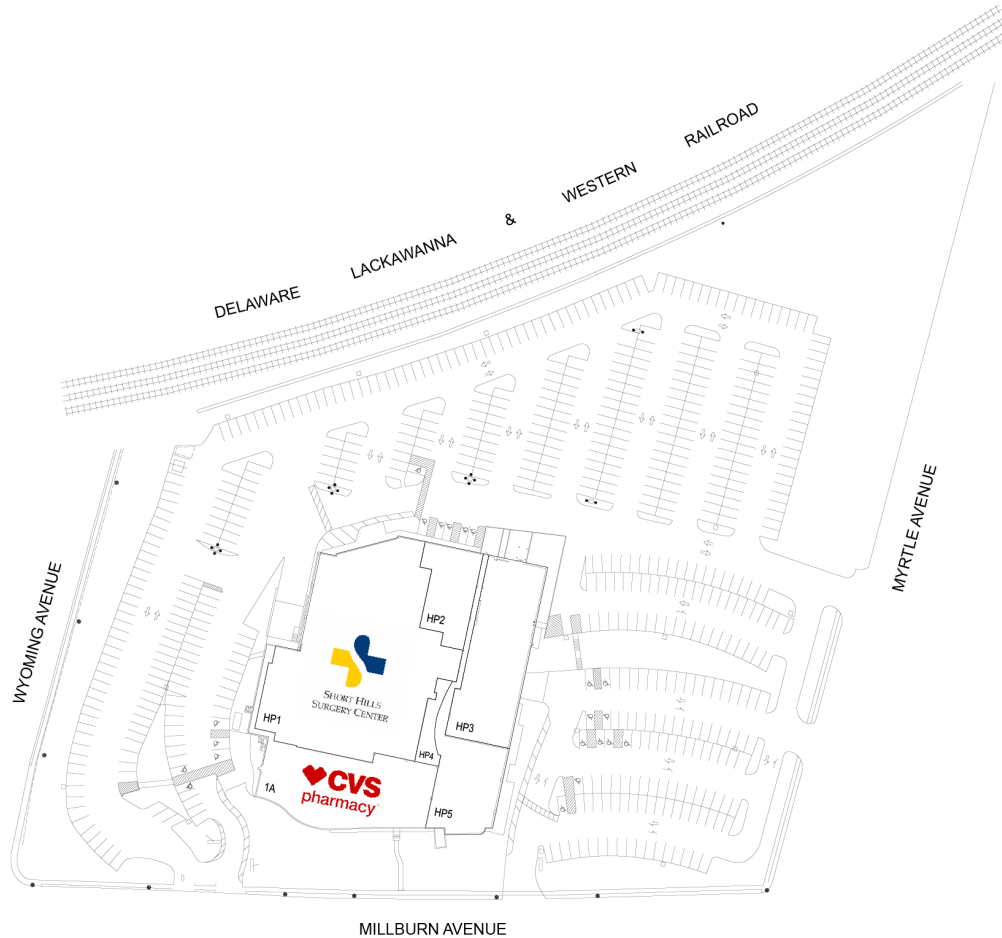 DELAWARE LACKAWANNA & WESTERN RAILROAD
WYOMING AVENUE
MYRTLE AVENUE
HP2
SHORT HILLS
SURGERY CENTER
HP1
HP3
HP4
1A
CVS
pharmacy
HP5
MILLBURN AVENUE